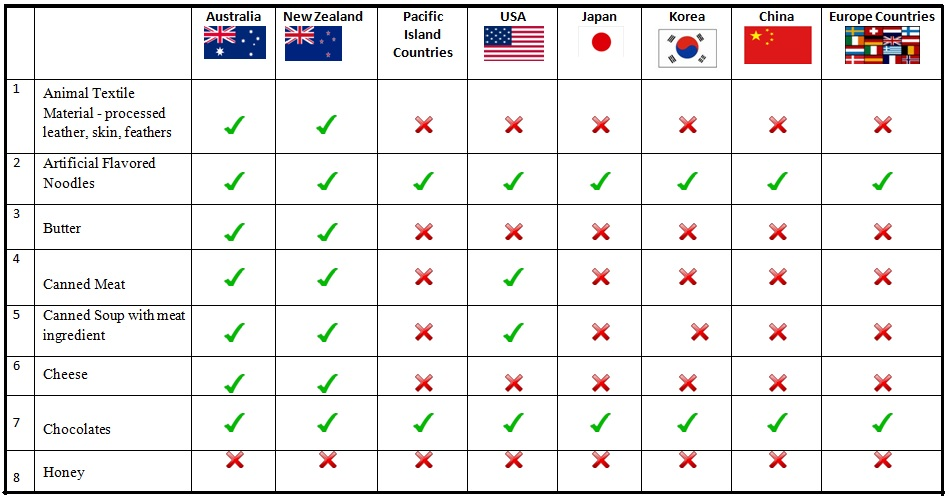 Australia New Zealand Pacific USA Japan Korea China Europe Countries
Island
Countries
1 Animal Textile
Material - processed
leather, skin, feathers
2 Artificial Flavored
Noodles
3
Butter
4
Canned Meat
5 Canned Soup with meat
ingredient
6
Cheese
7
Chocolates
8 Honey